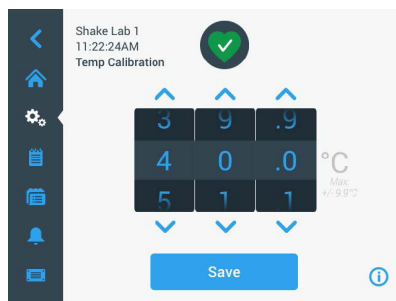 Shake Lab 1
11:22:24AM
Temp Calibration
3 9 .9
4 0 .0 °C
Max.
+/- 9.9°C
5 1 .1
Save